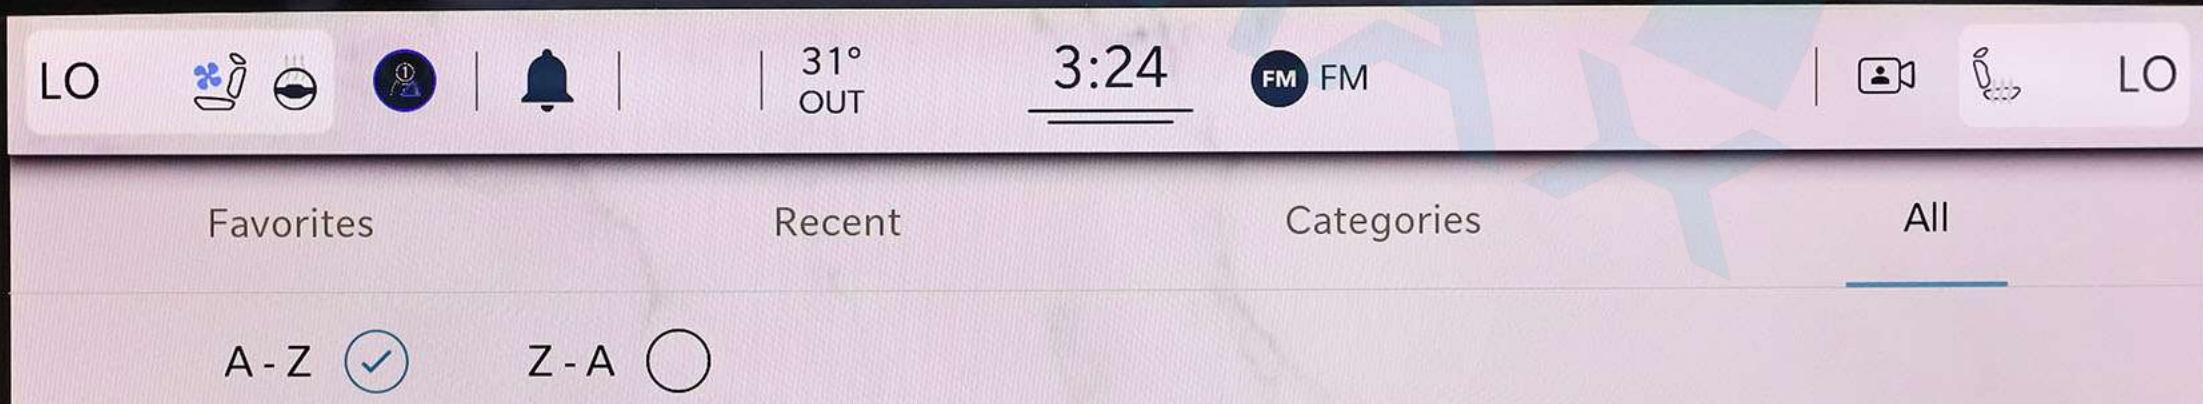 LO
31°
OUT
3:24
FM FM
LO
Favorites Recent Categories All
A - Z Z - A